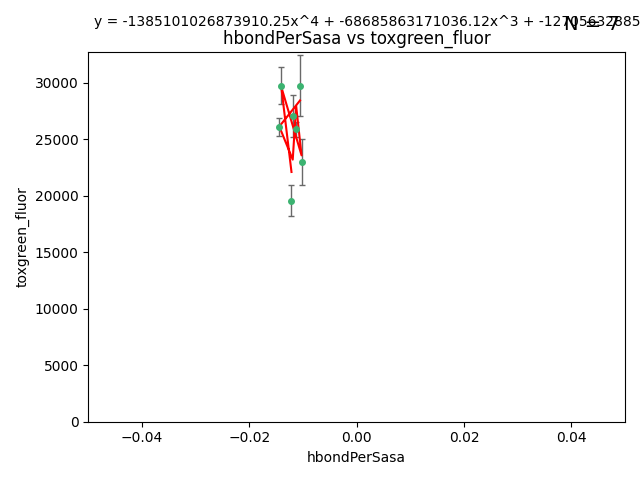 y = -1385101026873910.25x^4 + -68685863171036.12x^3 +
N = 7
hbondPerSasa vs toxgreen_fluor
30000
25000
20000
15000
10000
5000
0
toxgreen_fluor
−0.04
−0.02
0.00
0.02
0.04
hbondPerSasa